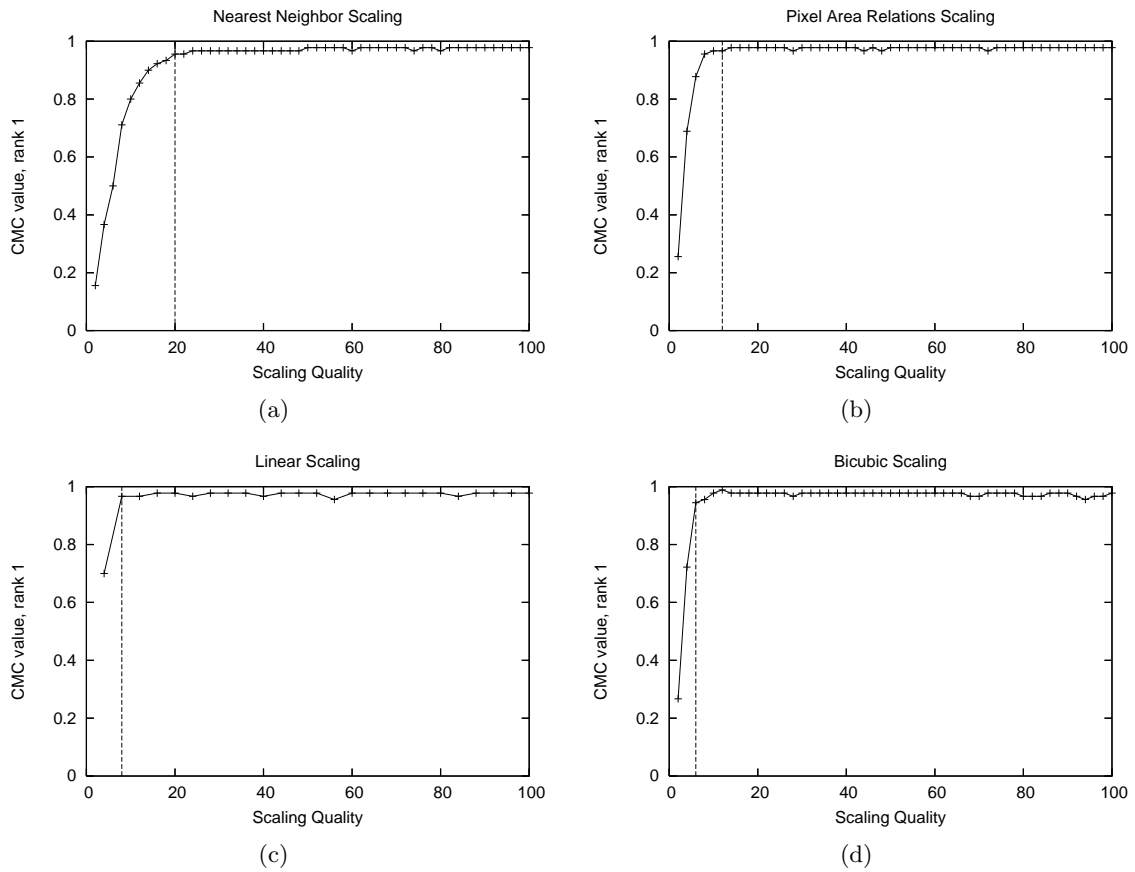 Nearest Neighbor Scaling
1
0.8
0.6
0.4
0.2
0
CMC value, rank 1
0 20 40 60 80 100
Scaling Quality
(a)
Pixel Area Relations Scaling
1
0.8
0.6
0.4
0.2
0
CMC value, rank 1
0 20 40 60 80 100
Scaling Quality
(b)
Linear Scaling
1
0.8
0.6
0.4
0.2
0
CMC value, rank 1
0 20 40 60 80 100
Scaling Quality
(c)
Bicubic Scaling
1
0.8
0.6
0.4
0.2
0
CMC value, rank 1
0 20 40 60 80 100
Scaling Quality
(d)